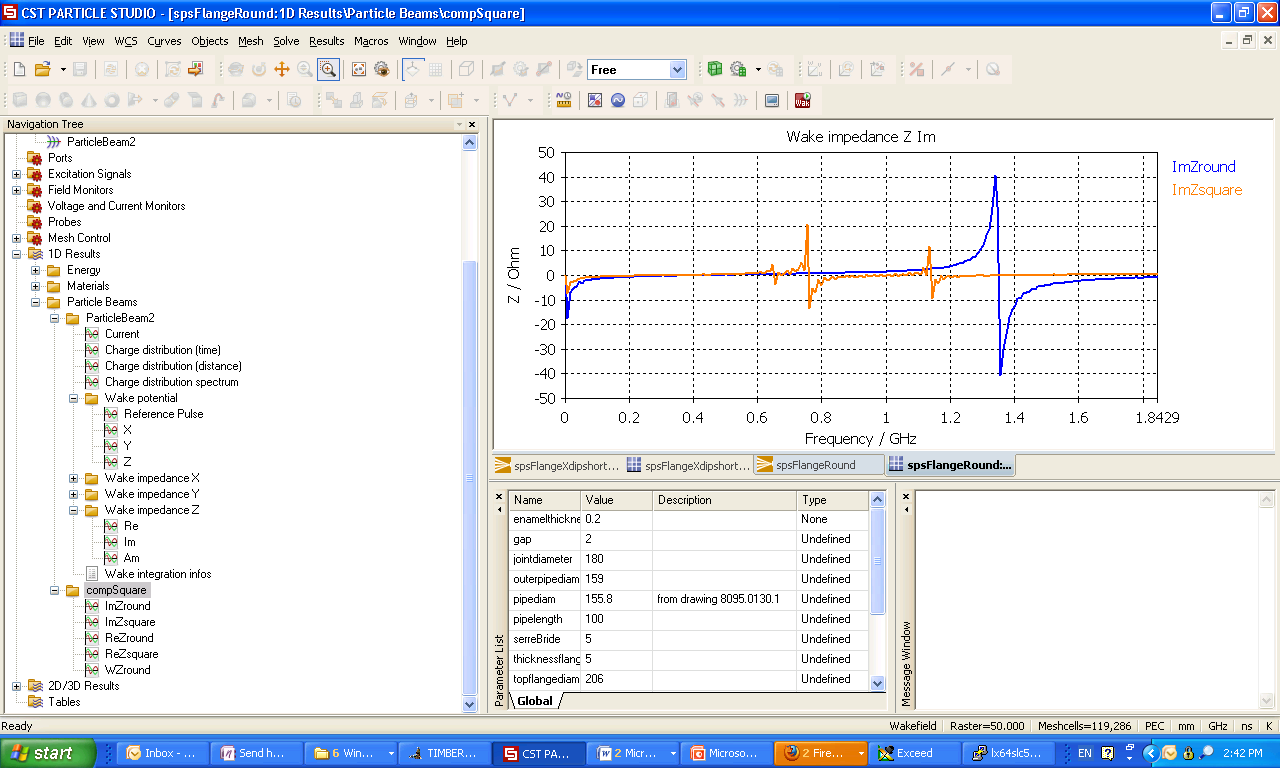 CST PARTICLE STUDIO - [spsFlangeRound:1D Results\Particle Beams\compSquare]
File Edit View WCS Curves Objects Mesh Solve Results Macros Window Help
Free
Wak
Navigation Tree
ParticleBeam2
Ports
Excitation Signals
Field Monitors
Voltage and Current Monitors
Probes
Mesh Control
1D Results
Energy
Materials
Particle Beams
ParticleBeam2
Current
Charge distribution (time)
Charge distribution (distance)
Charge distribution spectrum
Wake potential
Reference Pulse
X
Y
Z
Wake impedance X
Wake impedance Y
Wake impedance Z
Re
Im
Am
Wake integration infos
compSquare
ImZround
ImZsquare
ReZround
ReZsquare
WZround
2D/3D Results
Tables
Wake impedance Z Im
50
40
30
20
10
0
-10
-20
-30
-40
-50
Z / Ohm
0 0.2 0.4 0.6 0.8 1 1.2 1.4 1.6 1.8429
Frequency / GHz
ImZround
ImZsquare
spsFlangeXdipshort... spsFlangeXdipshort... spsFlangeRound spsFlangeRound:...
Parameter List
Name Value Description Type
enamelthickne 0.2 None
gap 2 Undefined
jointdiameter 180 Undefined
outerpipediam 159 Undefined
pipediam 155.8 from drawing 8095.0130.1 Undefined
pipelength 100 Undefined
serreBride 5 Undefined
thicknessflang 5 Undefined
topflangediam 206 Undefined
Global
Message Window
Ready Wakefield Raster=50.000 Meshcells=119,286 PEC mm GHz ns K
start Inbox - ... Send h... 6 Win... TIMBER... CST PA... 2 Micr... Microso... 2 Fire... Exceed lx64slc5... EN 2:42 PM